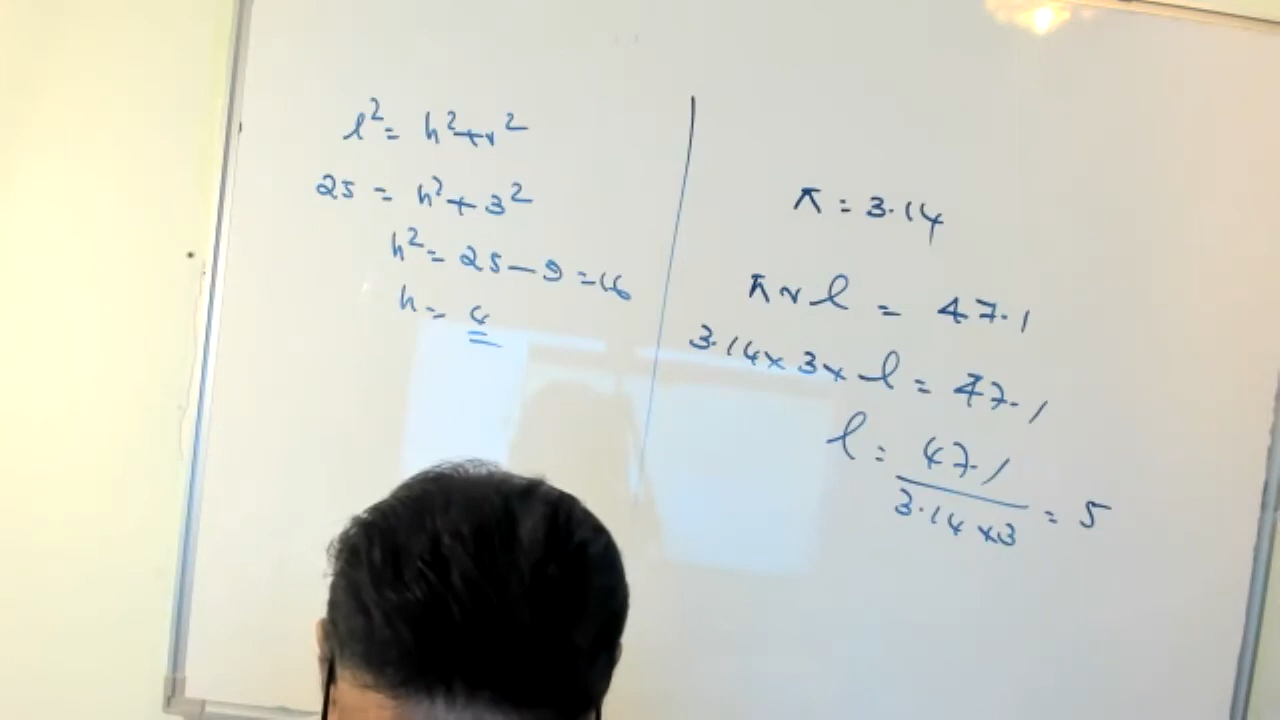 l² = h² + r²
25 = h² + 3²
h² = 25 - 9 = 16
h = 4
π = 3.14
π r l = 47.1
3.14 x 3 x l = 47.1
l = 47.1 / 3.14 x 3 = 5